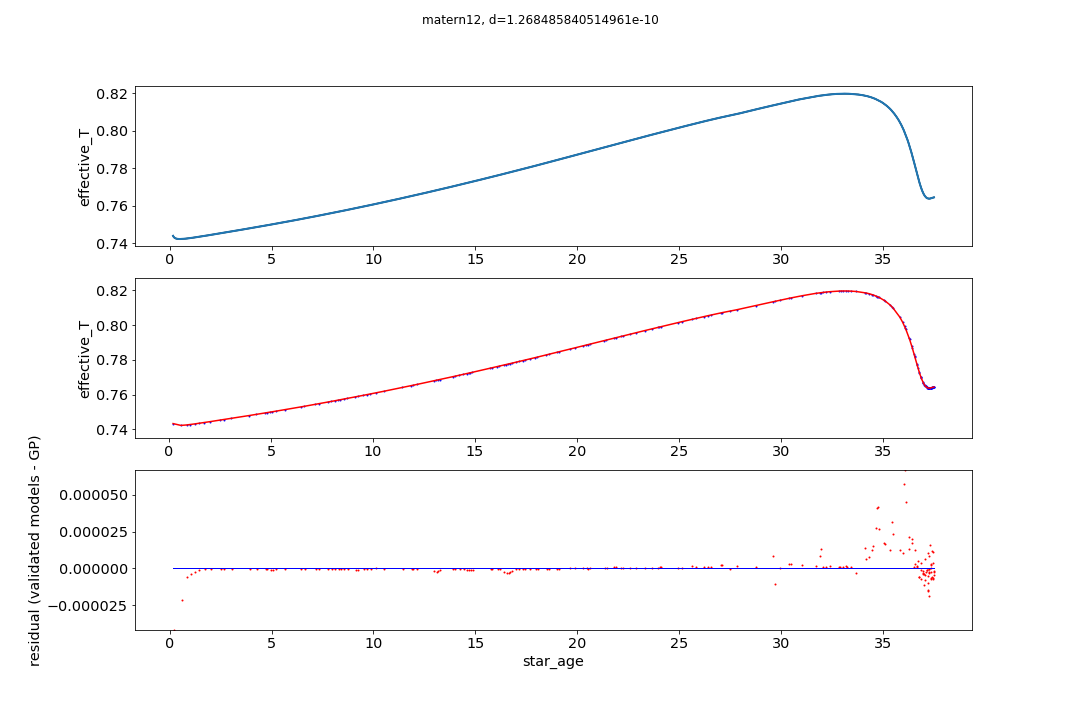 matern12, d=1.268485840514961e-10
effective_T
0.82
0.80
0.78
0.76
0.74
0 5 10 15 20 25 30 35
effective_T
0.82
0.80
0.78
0.76
0.74
0 5 10 15 20 25 30 35
residual (validated models - GP)
0.000050
0.000025
0.000000
−0.000025
0 5 10 15 20 25 30 35
star_age